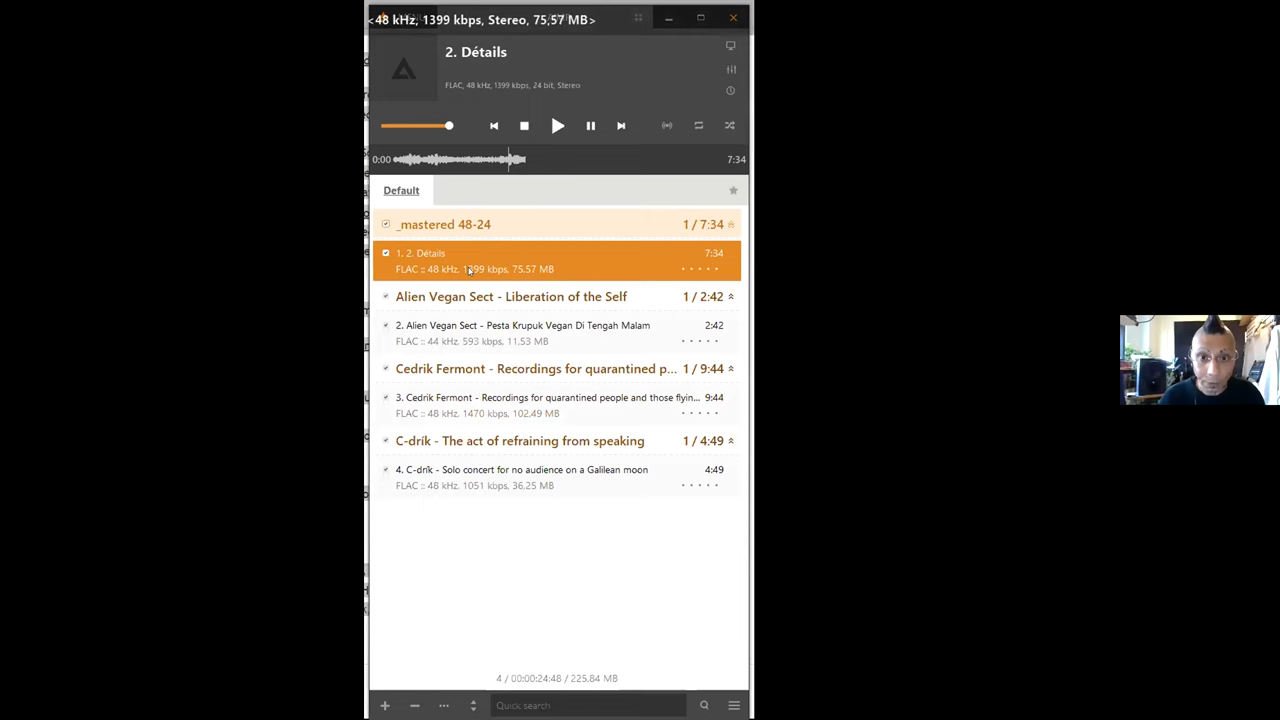 <48 kHz, 1399 kbps, Stereo, 75,57 MB>
2. Détails
FLAC, 48 kHz, 1399 kbps, 24 bit, Stereo
0:00
7:34
Default
_mastered 48-24
1 / 7:34
1. 2. Détails
7:34
FLAC :: 48 kHz, 1399 kbps, 75,57 MB
Alien Vegan Sect - Liberation of the Self
1 / 2:42
2. Alien Vegan Sect - Pesta Krupuk Vegan Di Tengah Malam
2:42
FLAC :: 44 kHz, 593 kbps, 11,53 MB
Cedrik Fermont - Recordings for quarantined p...
1 / 9:44
3. Cedrik Fermont - Recordings for quarantined people and those flyin...
9:44
FLAC :: 48 kHz, 1470 kbps, 102,49 MB
C-drík - The act of refraining from speaking
1 / 4:49
4. C-drík - Solo concert for no audience on a Galilean moon
4:49
FLAC :: 48 kHz, 1051 kbps, 36,25 MB
4 / 00:00:24:48 / 225,84 MB
Quick search